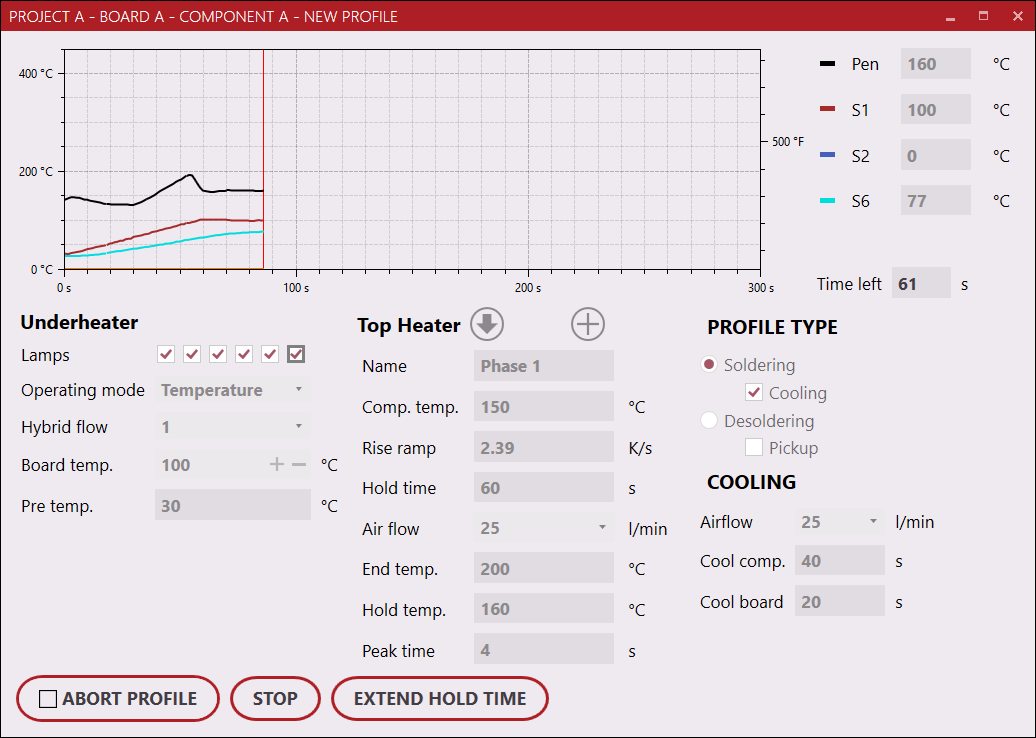 PROJECT A - BOARD A - COMPONENT A - NEW PROFILE
400 °C
200 °C
0 °C
500 °F
0 s 100 s 200 s 300 s
Pen 160 °C
S1 100 °C
S2 0 °C
S6 77 °C
Time left 61 s
Underheater
Lamps
Operating mode Temperature
Hybrid flow 1
Board temp. 100 °C
Pre temp. 30 °C
Top Heater
Name Phase 1
Comp. temp. 150 °C
Rise ramp 2.39 K/s
Hold time 60 s
Air flow 25 l/min
End temp. 200 °C
Hold temp. 160 °C
Peak time 4 s
PROFILE TYPE
Soldering
Cooling
Desoldering
Pickup
COOLING
Airflow 25 l/min
Cool comp. 40 s
Cool board 20 s
ABORT PROFILE
STOP
EXTEND HOLD TIME